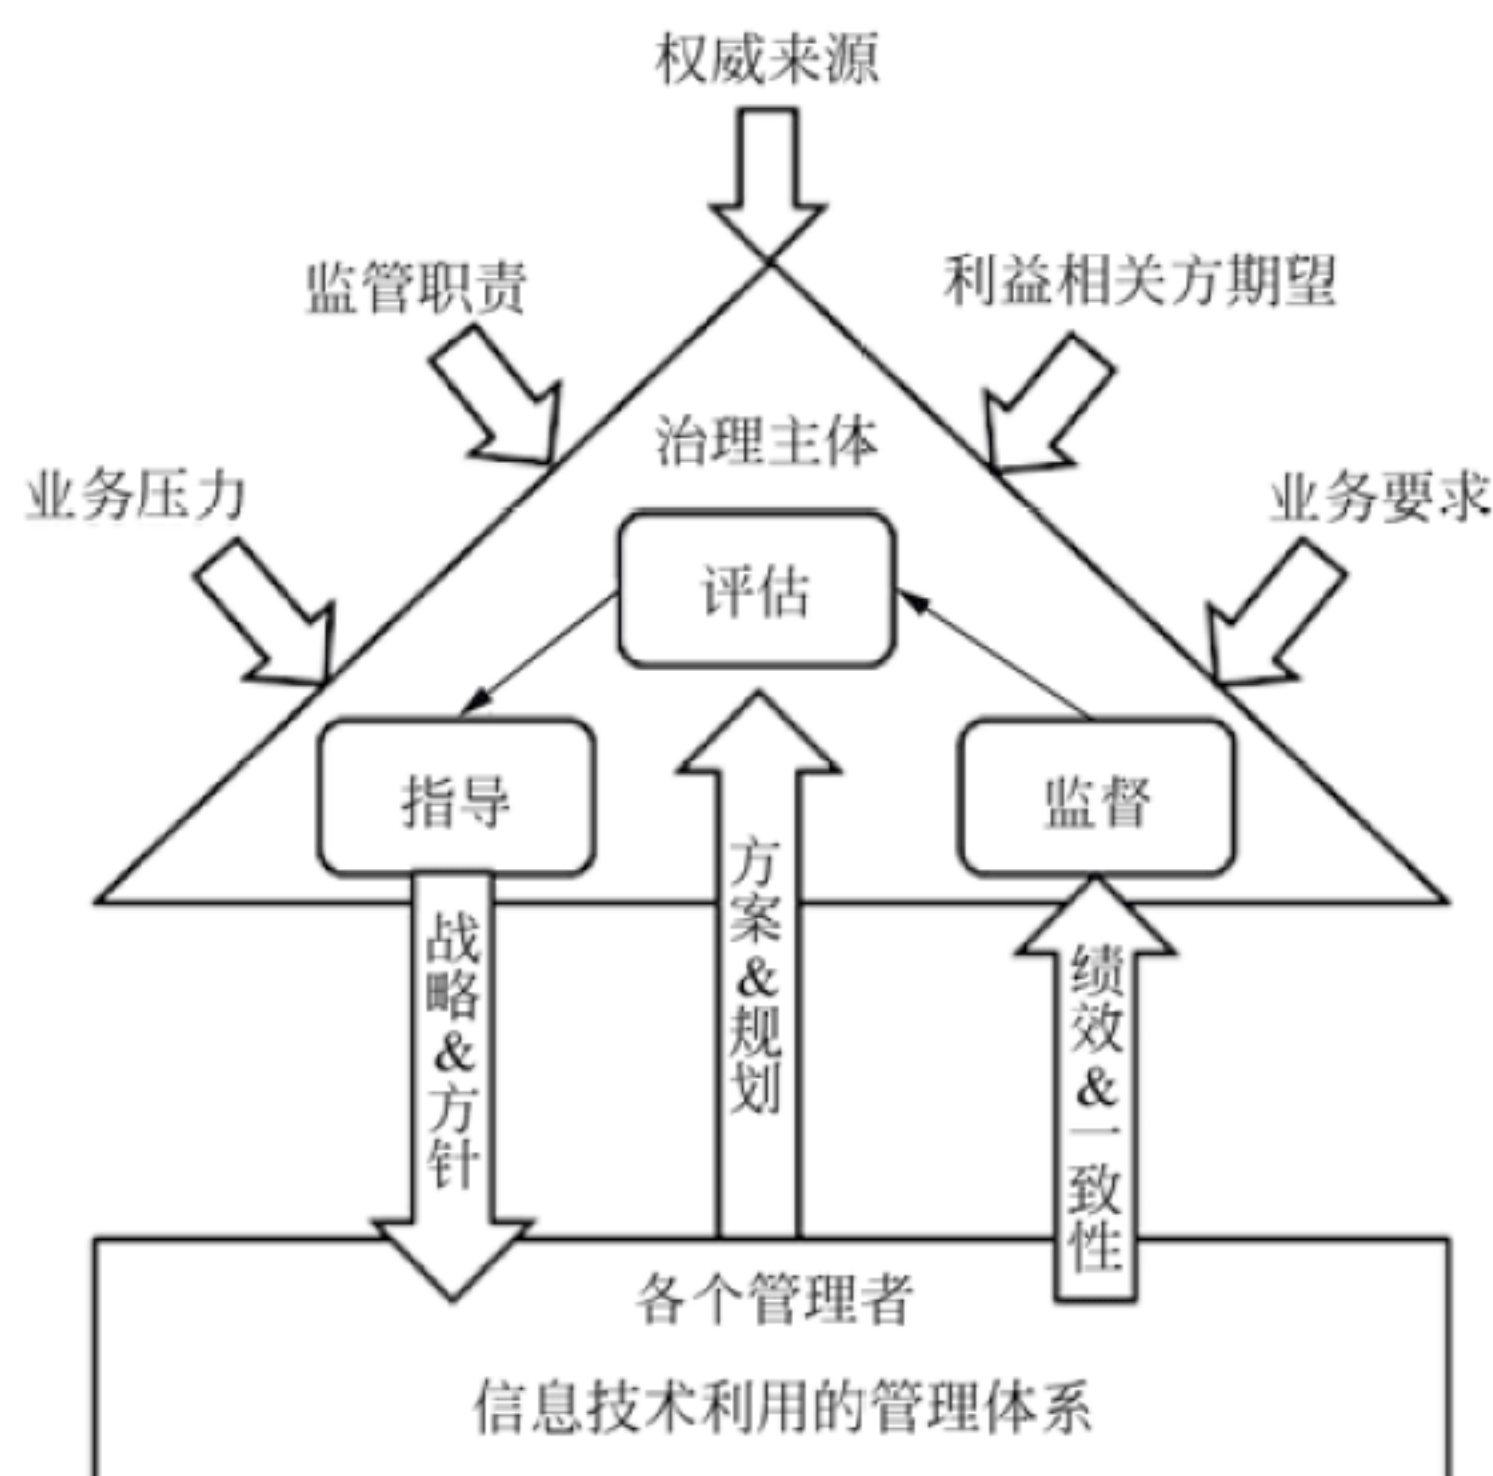 权威来源
监管职责
利益相关方期望
治理主体
业务压力
业务要求
评估
指导
监督
战略&方针
方案&规划
绩效&一致性
各个管理者
信息技术利用的管理体系